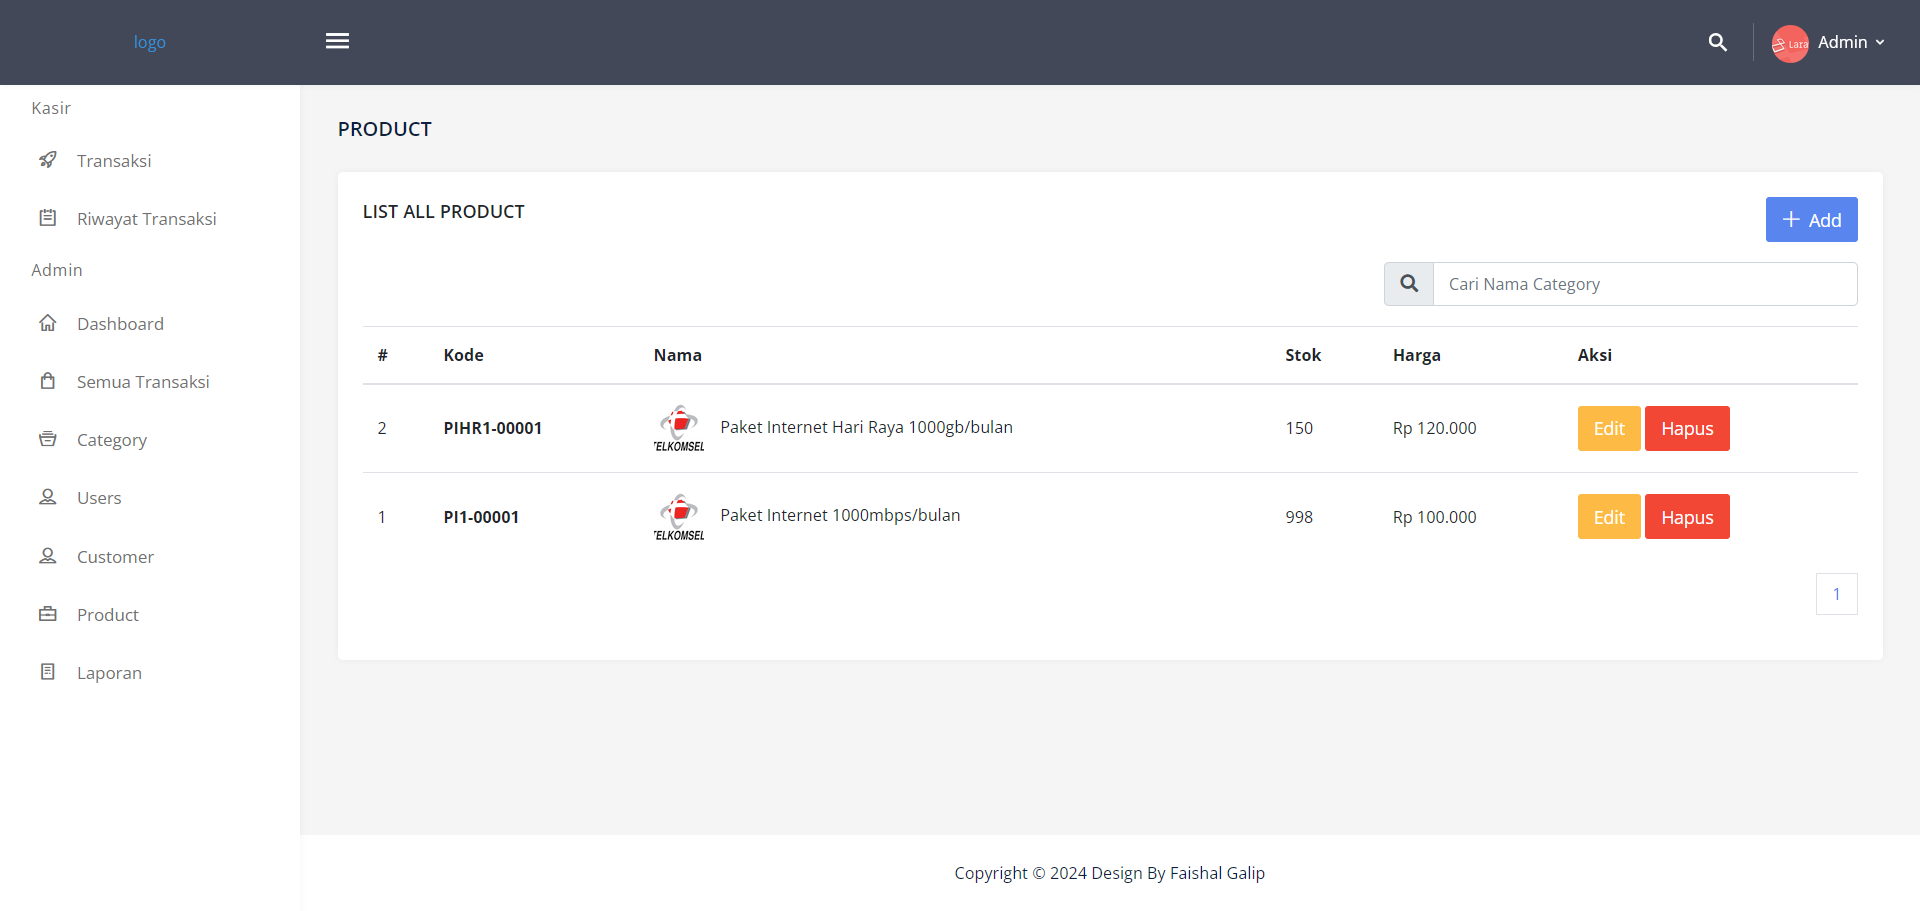 logo
Lara
Admin
Kasir
Transaksi
Riwayat Transaksi
Admin
Dashboard
Semua Transaksi
Category
Users
Customer
Product
Laporan
PRODUCT
LIST ALL PRODUCT
Add
Cari Nama Category
# Kode Nama Stok Harga Aksi
2 PIHR1-00001 TELKOMSEL Paket Internet Hari Raya 1000gb/bulan 150 Rp 120.000 Edit Hapus
1 PI1-00001 TELKOMSEL Paket Internet 1000mbps/bulan 998 Rp 100.000 Edit Hapus
1
Copyright © 2024 Design By Faishal Galip